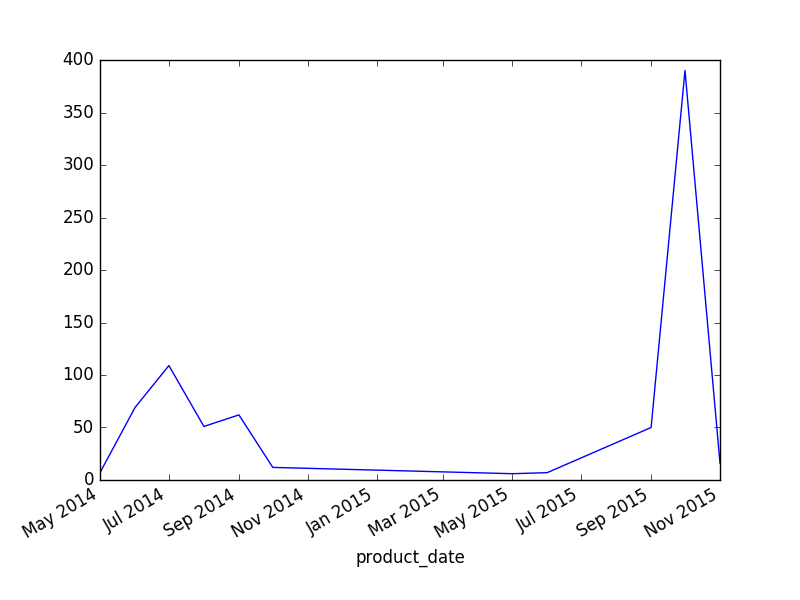 400
350
300
250
200
150
100
50
0
May 2014
Jul 2014
Sep 2014
Nov 2014
Jan 2015
Mar 2015
May 2015
Jul 2015
Sep 2015
Nov 2015
product_date